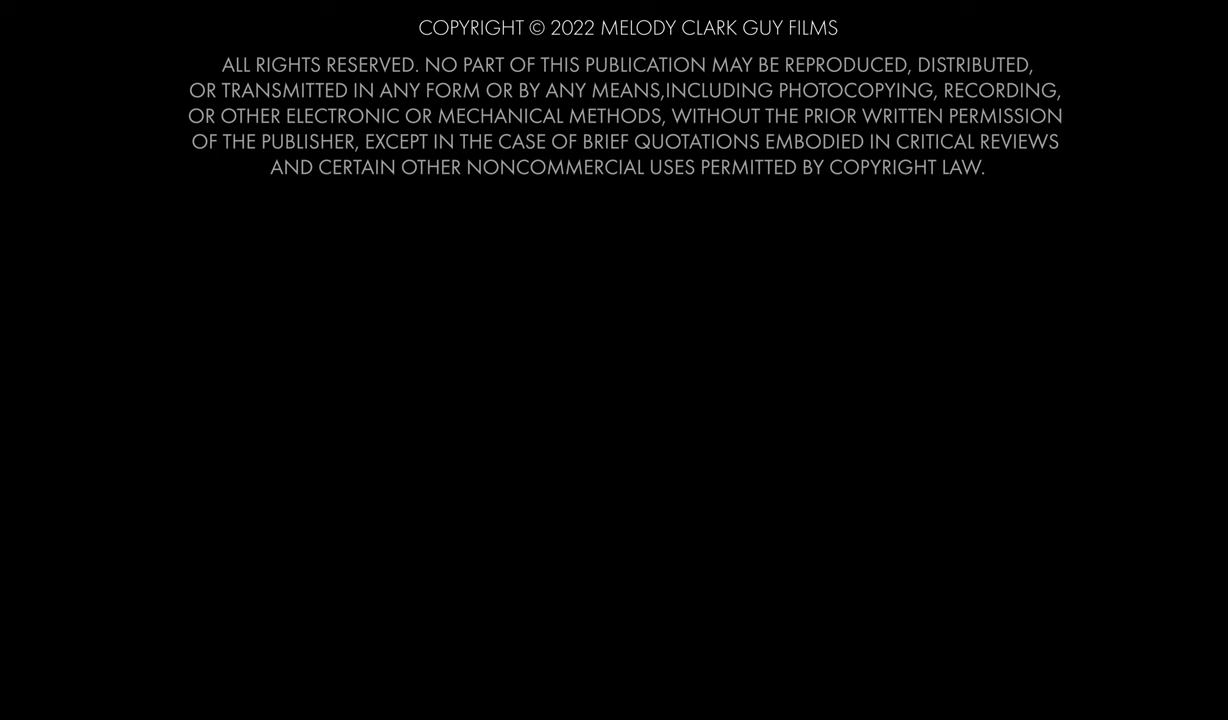 COPYRIGHT © 2022 MELODY CLARK GUY FILMS
ALL RIGHTS RESERVED. NO PART OF THIS PUBLICATION MAY BE REPRODUCED, DISTRIBUTED,
OR TRANSMITTED IN ANY FORM OR BY ANY MEANS,INCLUDING PHOTOCOPYING, RECORDING,
OR OTHER ELECTRONIC OR MECHANICAL METHODS, WITHOUT THE PRIOR WRITTEN PERMISSION
OF THE PUBLISHER, EXCEPT IN THE CASE OF BRIEF QUOTATIONS EMBODIED IN CRITICAL REVIEWS
AND CERTAIN OTHER NONCOMMERCIAL USES PERMITTED BY COPYRIGHT LAW.